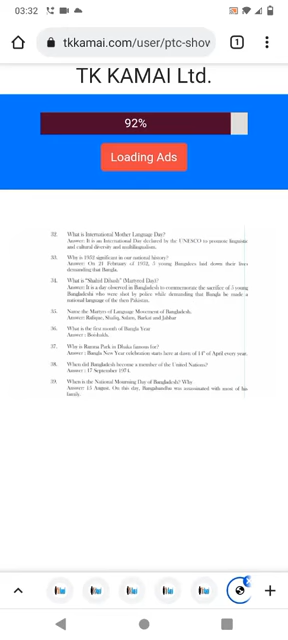 03:32
tkkamai.com/user/ptc-show
1
TK KAMAI Ltd.
92%
Loading Ads
32. What is International Mother Language Day?
Answer: It is an International Day declared by the UNESCO to promote linguistic
and cultural diversity and multilingualism.
33. Why is 1952 significant in our national history?
Answer: On 21 February of 1952, 5 young Bangalees laid down their lives
demanding that Bangla.
34. What is "Shahid Dibash" (Martyred Day)?
Answer: It is a day observed in Bangladesh to commemorate the sacrifice of 5 young
Bangladeshi who were shot by police while demanding that Bangla be made a
national language of the then Pakistan.
35. Name the Martyrs of Language Movement of Bangladesh.
Answer: Rafique, Shafiq, Salam, Barkat and Jabbar
36. What is the first month of Bangla Year
Answer: Boishakh.
37. Why is Ramna Park in Dhaka famous for?
Answer: Bangla New Year celebration starts here at dawn of 14th of April every year.
38. When did Bangladesh become a member of the United Nations?
Answer: 17 September 1974.
39. When is the National Mourning Day of Bangladesh? Why
Answer: 15 August. On this day, Bangabandhu was assassinated with most of his
family.